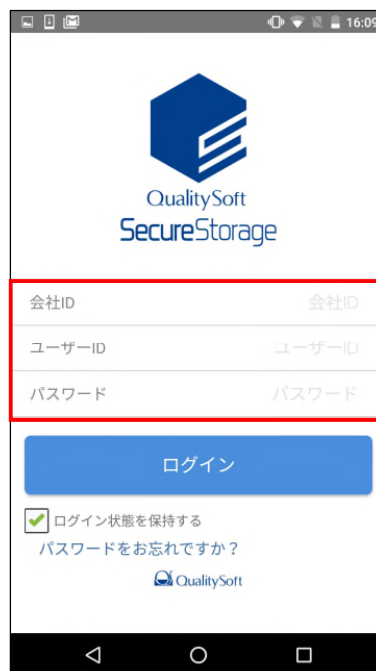 16:09
QualitySoft
SecureStorage
会社ID 会社ID
ユーザーID ユーザーID
パスワード パスワード
ログイン
ログイン状態を保持する
パスワードをお忘れですか？
QualitySoft